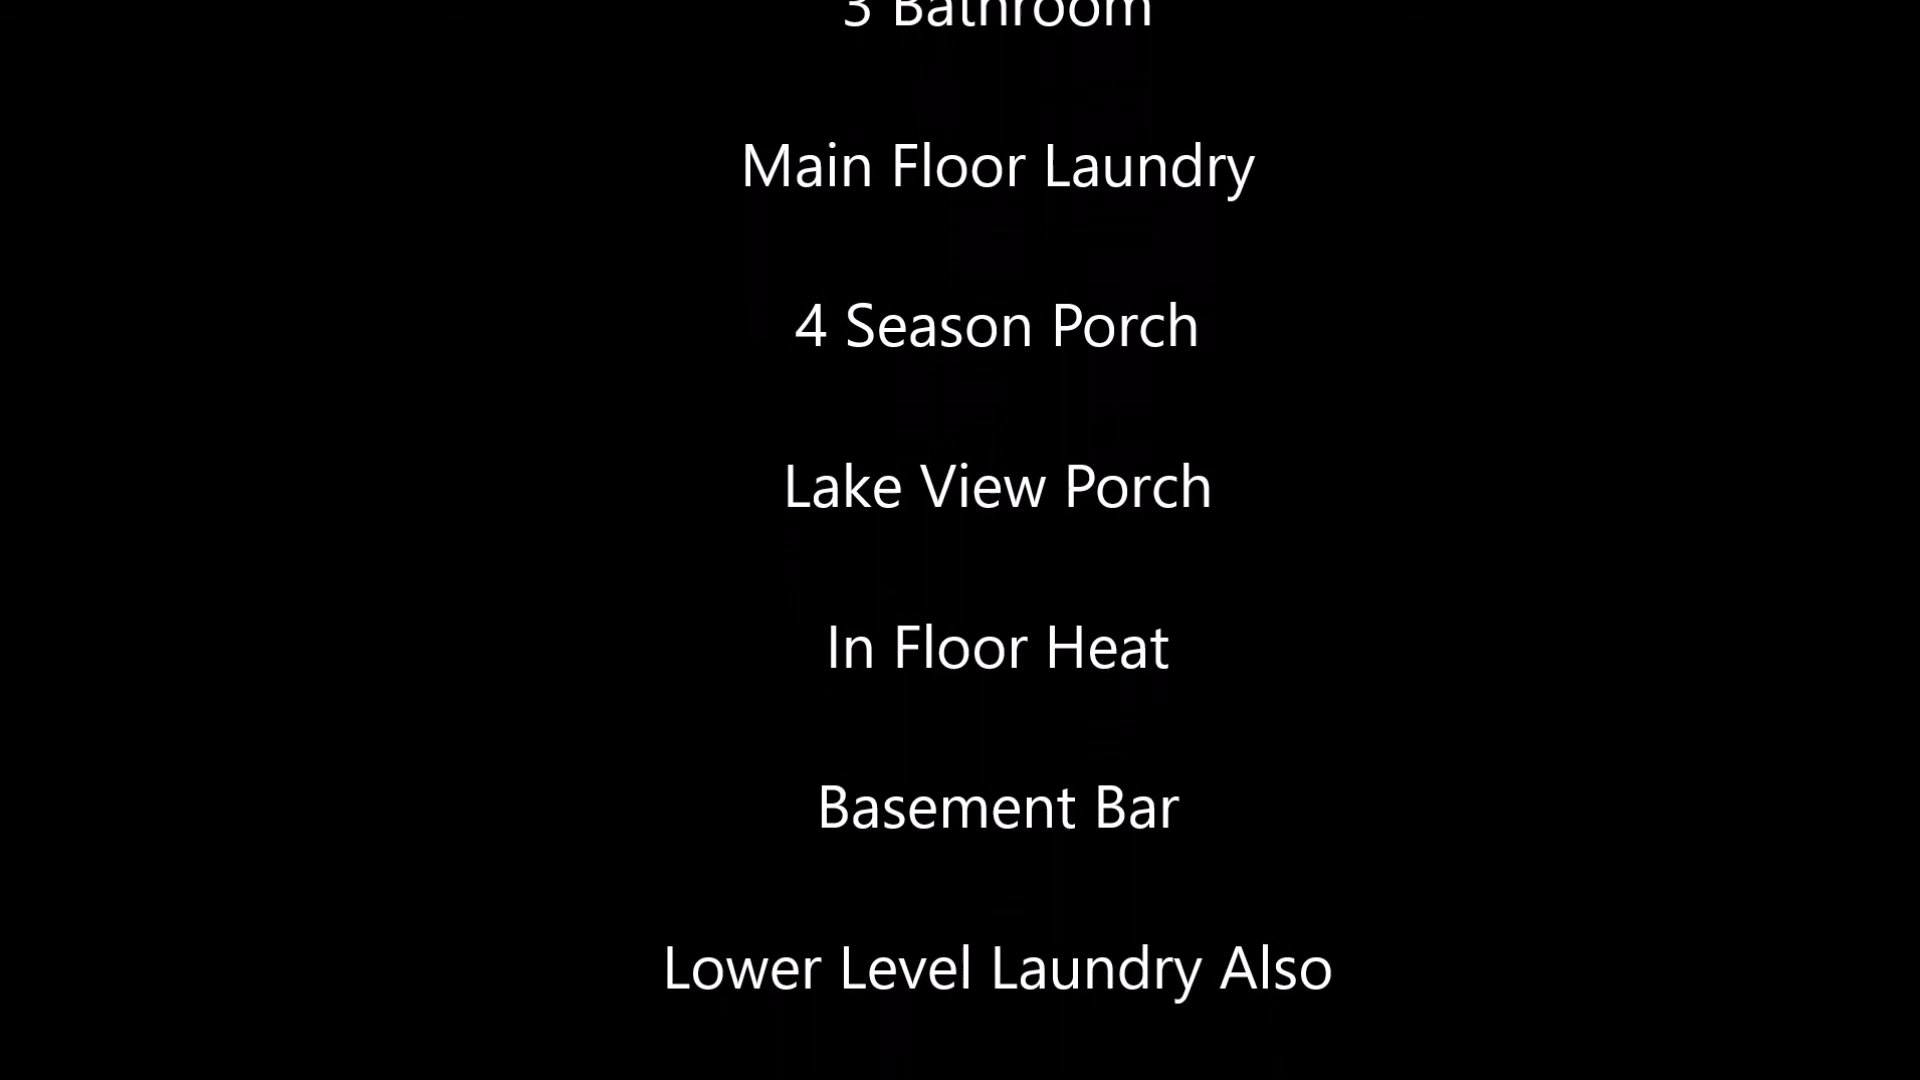 3 Bathroom
Main Floor Laundry
4 Season Porch
Lake View Porch
In Floor Heat
Basement Bar
Lower Level Laundry Also